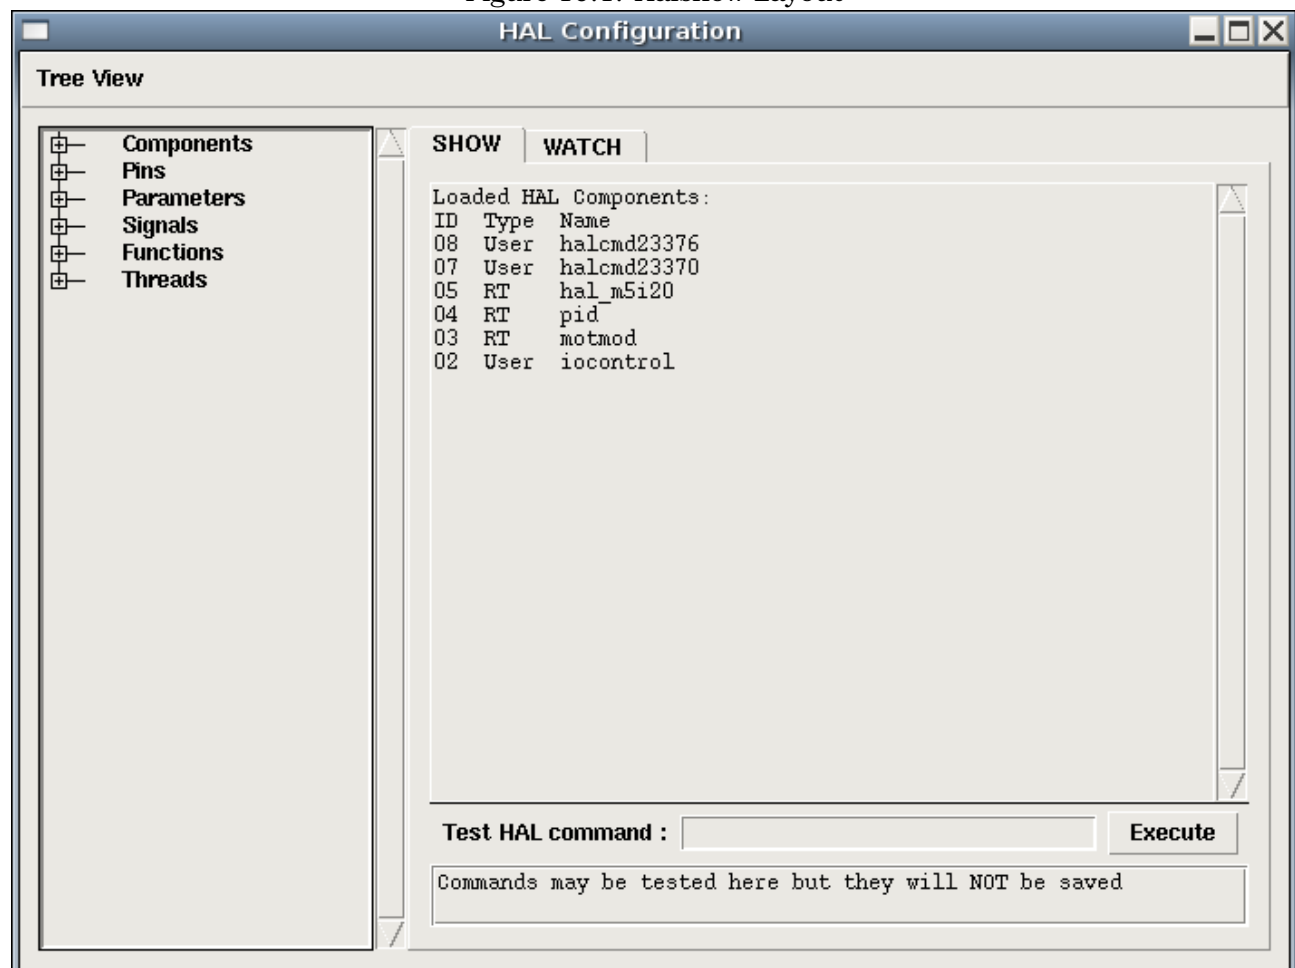 HAL Configuration
Tree View
Components
Pins
Parameters
Signals
Functions
Threads
SHOW WATCH
Loaded HAL Components:
ID Type Name
08 User halcmd23376
07 User halcmd23370
05 RT hal_m5i20
04 RT pid
03 RT motmod
02 User iocontrol
Test HAL command : Execute
Commands may be tested here but they will NOT be saved